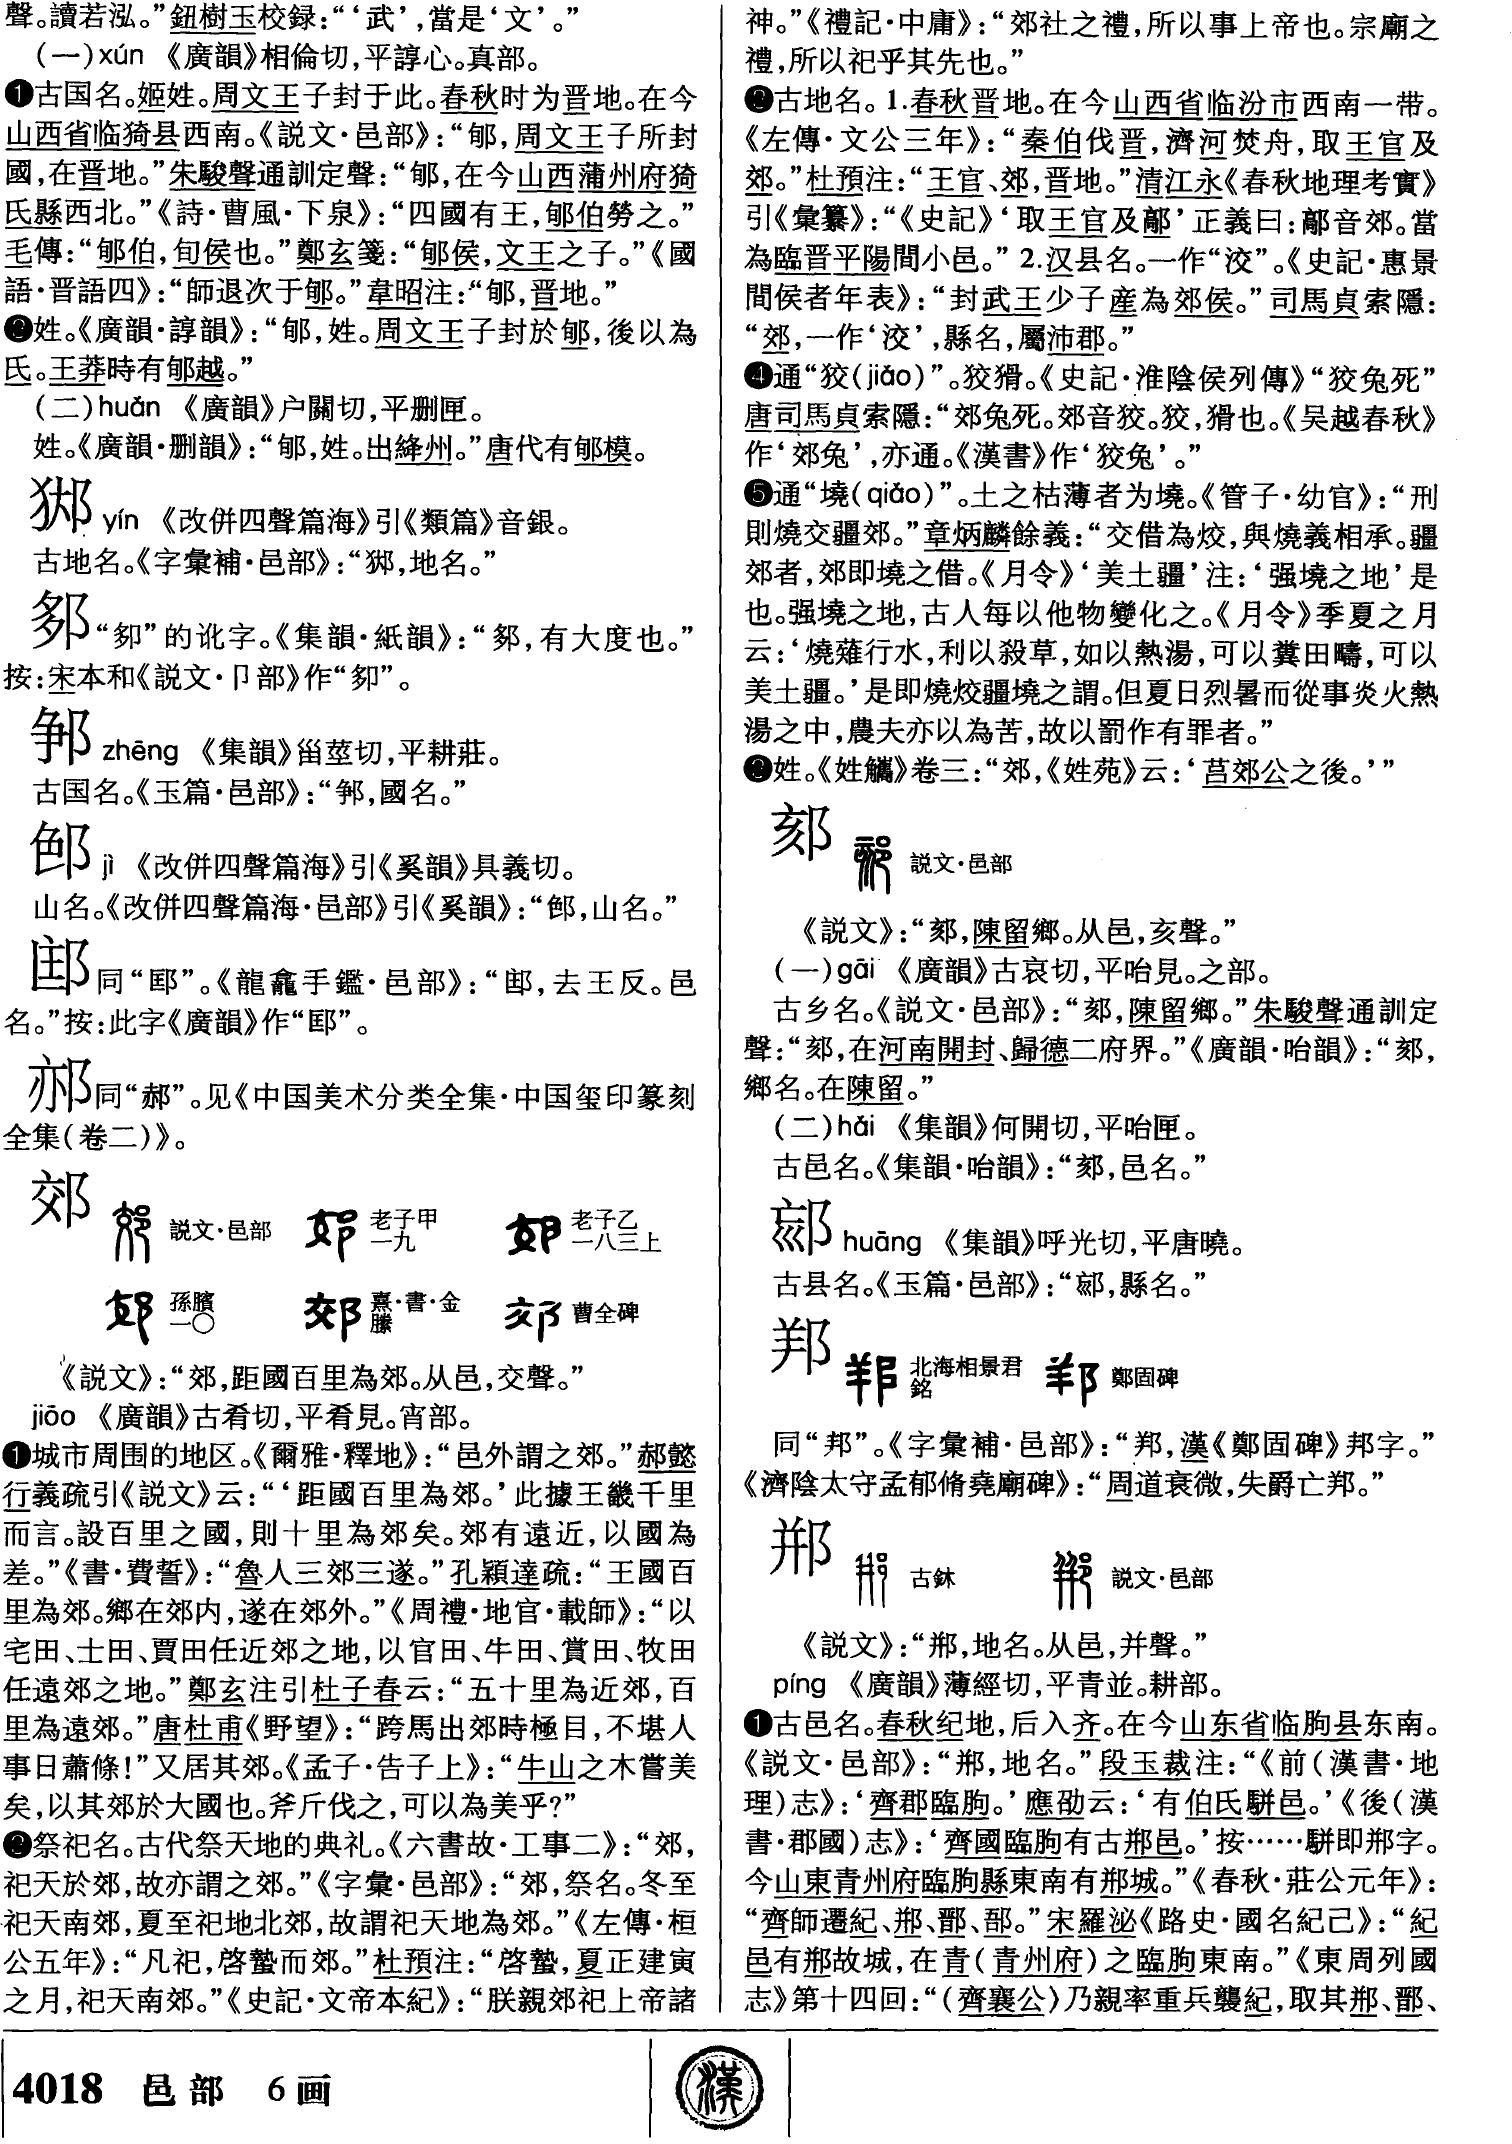 聲。讀若泓。”鈕樹玉校録：“‘武’，當是‘文’。”
（一）xún 《廣韻》相倫切，平諄心。真部。
❶古国名。姬姓。周文王子封于此。春秋时为晋地。在今
山西省临猗县西南。《説文·邑部》：“郇，周文王子所封
國，在晋地。”朱駿聲通訓定聲：“郇，在今山西蒲州府猗
氏縣西北。”《詩·曹風·下泉》：“四國有王，郇伯勞之。”
毛傳：“郇伯，旬侯也。”鄭玄箋：“郇侯，文王之子。”《國
語·晋語四》：“師退次于郇。”韋昭注：“郇，晋地。”
❷姓。《廣韻·諄韻》：“郇，姓。周文王子封於郇，後以為
氏。王莽時有郇越。”
（二）huán 《廣韻》户關切，平删匣。
姓。《廣韻·删韻》：“郇，姓。出絳州。”唐代有郇模。
yín 《改併四聲篇海》引《類篇》音銀。
古地名。《字彙補·邑部》：“，地名。”
“卶”的讹字。《集韻·紙韻》：“，有大度也。”
按：宋本和《説文·卩部》作“卶”。
zhēng 《集韻》甾莖切，平耕莊。
古国名。《玉篇·邑部》：“，國名。”
jì 《改併四聲篇海》引《奚韻》具義切。
山名。《改併四聲篇海·邑部》引《奚韻》：“，山名。”
同“”。《龍龕手鑑·邑部》：“，去王反。邑
名。”按：此字《廣韻》作“”。
同“郝”。见《中国美术分类全集·中国玺印篆刻
全集（卷二）》。
郊 説文·邑部 老子甲一九 老子乙一八三上
孫臏一〇 熹·書·金縢 曹全碑
《説文》：“郊，距國百里為郊。从邑，交聲。”
jiāo 《廣韻》古肴切，平肴見。宵部。
❶城市周围的地区。《爾雅·釋地》：“邑外謂之郊。”郝懿
行義疏引《説文》云：“‘距國百里為郊。’此據王畿千里
而言。設百里之國，則十里為郊矣。郊有遠近，以國為
差。”《書·費誓》：“魯人三郊三遂。”孔穎達疏：“王國百
里為郊。鄉在郊内，遂在郊外。”《周禮·地官·載師》：“以
宅田、士田、賈田任近郊之地，以官田、牛田、賞田、牧田
任遠郊之地。”鄭玄注引杜子春云：“五十里為近郊，百
里為遠郊。”唐杜甫《野望》：“跨馬出郊時極目，不堪人
事日蕭條！”又居其郊。《孟子·告子上》：“牛山之木嘗美
矣，以其郊於大國也。斧斤伐之，可以為美乎？”
❷祭祀名。古代祭天地的典礼。《六書故·工事二》：“郊，
祀天於郊，故亦謂之郊。”《字彙·邑部》：“郊，祭名。冬至
祀天南郊，夏至祀地北郊，故謂祀天地為郊。”《左傳·桓
公五年》：“凡祀，啓蟄而郊。”杜預注：“啓蟄，夏正建寅
之月，祀天南郊。”《史記·文帝本紀》：“朕親郊祀上帝諸
神。”《禮記·中庸》：“郊社之禮，所以事上帝也。宗廟之
禮，所以祀乎其先也。”
❸古地名。1.春秋晋地。在今山西省临汾市西南一带。
《左傳·文公三年》：“秦伯伐晋，濟河焚舟，取王官及
郊。”杜預注：“王官、郊，晋地。”清江永《春秋地理考實》
引《彙纂》：“《史記》‘取王官及鄗’正義曰：鄗音郊。當
為臨晋平陽間小邑。”2.汉县名。一作“洨”。《史記·惠景
間侯者年表》：“封武王少子産為郊侯。”司馬貞索隱：
“郊，一作‘洨’，縣名，屬沛郡。”
❹通“狡（jiǎo）”。狡猾。《史記·淮陰侯列傳》“狡兔死”
唐司馬貞索隱：“郊兔死。郊音狡。狡，猾也。《吴越春秋》
作‘郊兔’，亦通。《漢書》作‘狡兔’。”
❺通“墝（qiāo）”。土之枯薄者为墝。《管子·幼官》：“刑
則燒交疆郊。”章炳麟餘義：“交借為烄，與燒義相承。疆
郊者，郊即墝之借。《月令》‘美土疆’注：‘强墝之地’是
也。强墝之地，古人每以他物變化之。《月令》季夏之月
云：‘燒薙行水，利以殺草，如以熱湯，可以糞田疇，可以
美土疆。’是即燒烄疆墝之謂。但夏日烈暑而從事炎火熱
湯之中，農夫亦以為苦，故以罰作有罪者。”
❻姓。《姓觿》卷三：“郊，《姓苑》云：‘莒郊公之後。’”
郂 説文·邑部
《説文》：“郂，陳留鄉。从邑，亥聲。”
（一）gāi 《廣韻》古哀切，平咍見。之部。
古乡名。《説文·邑部》：“郂，陳留鄉。”朱駿聲通訓定
聲：“郂，在河南開封、歸德二府界。”《廣韻·咍韻》：“郂，
鄉名。在陳留。”
（二）hái 《集韻》何開切，平咍匣。
古邑名。《集韻·咍韻》：“郂，邑名。”
huāng 《集韻》呼光切，平唐曉。
古县名。《玉篇·邑部》：“，縣名。”
北海相景君銘 鄭固碑
同“邦”。《字彙補·邑部》：“，漢《鄭固碑》邦字。”
《濟陰太守孟郁脩堯廟碑》：“周道衰微，失爵亡。”
郱 古鉢 説文·邑部
《説文》：“郱，地名。从邑，并聲。”
píng 《廣韻》薄經切，平青並。耕部。
❶古邑名。春秋纪地，后入齐。在今山东省临朐县东南。
《説文·邑部》：“郱，地名。”段玉裁注：“《前（漢書·地
理）志》：‘齊郡臨朐。’應劭云：‘有伯氏駢邑。’《後（漢
書·郡國）志》：‘齊國臨朐有古郱邑。’按……駢即郱字。
今山東青州府臨朐縣東南有郱城。”《春秋·莊公元年》：
“齊師遷紀、郱、鄑、郚。”宋羅泌《路史·國名紀己》：“紀
邑有郱故城，在青（青州府）之臨朐東南。”《東周列國
志》第十四回：“（齊襄公）乃親率重兵襲紀，取其郱、鄑、
4018 邑部 6画
漢